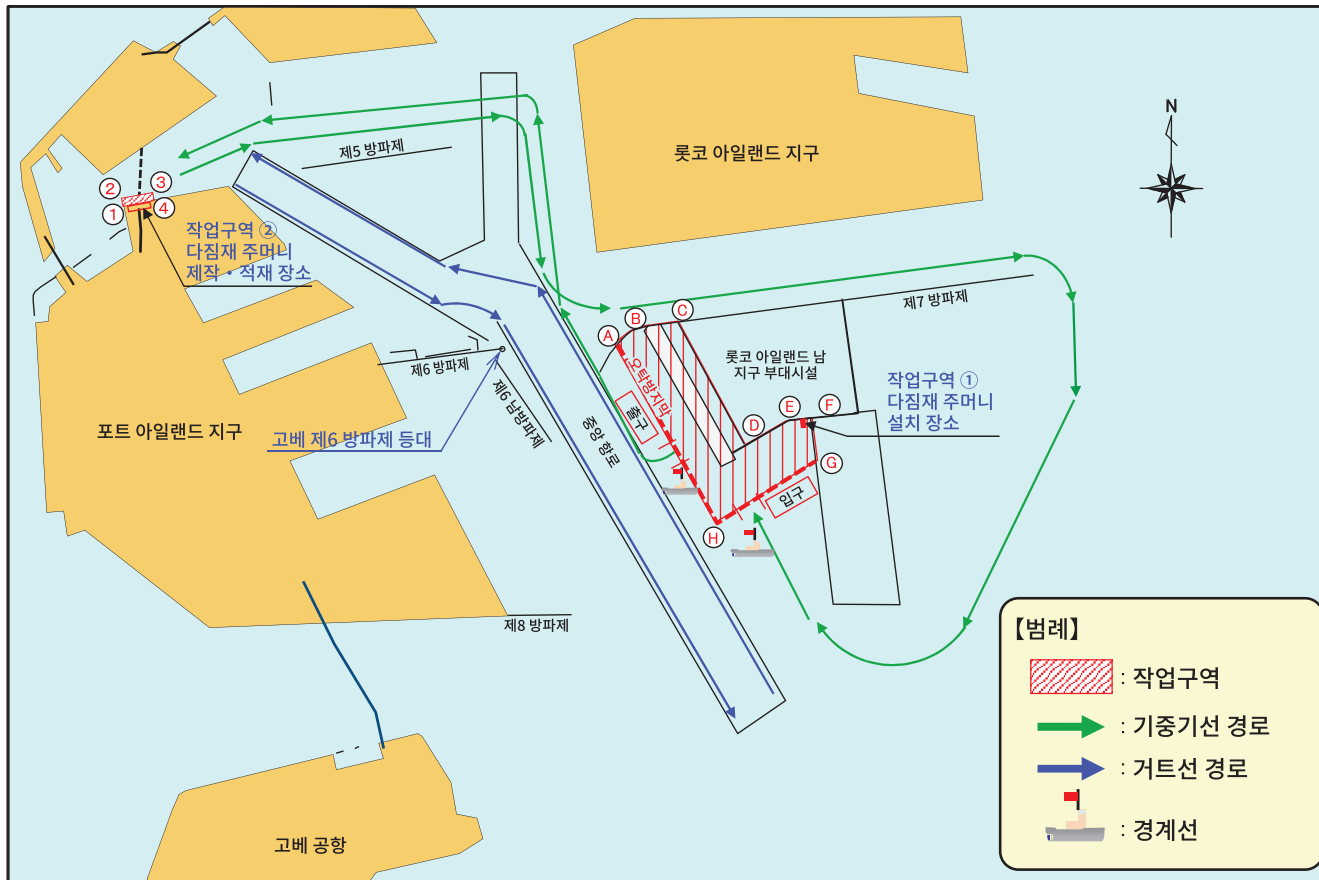 N
제5 방파제
롯코 아일랜드 지구
②
③
①
④
작업구역 ②
다짐재 주머니
제작・적재 장소
제7 방파제
Ⓐ
Ⓑ
Ⓒ
롯코 아일랜드 남
지구 부대시설
작업구역 ①
다짐재 주머니
설치 장소
제6 방파제
제6 남방파제
오탁방지막
출구
Ⓓ
Ⓔ
Ⓕ
Ⓖ
Ⓗ
입구
중앙 항로
포트 아일랜드 지구
고베 제6 방파제 등대
제8 방파제
고베 공항
【범례】
: 작업구역
: 기중기선 경로
: 거트선 경로
: 경계선